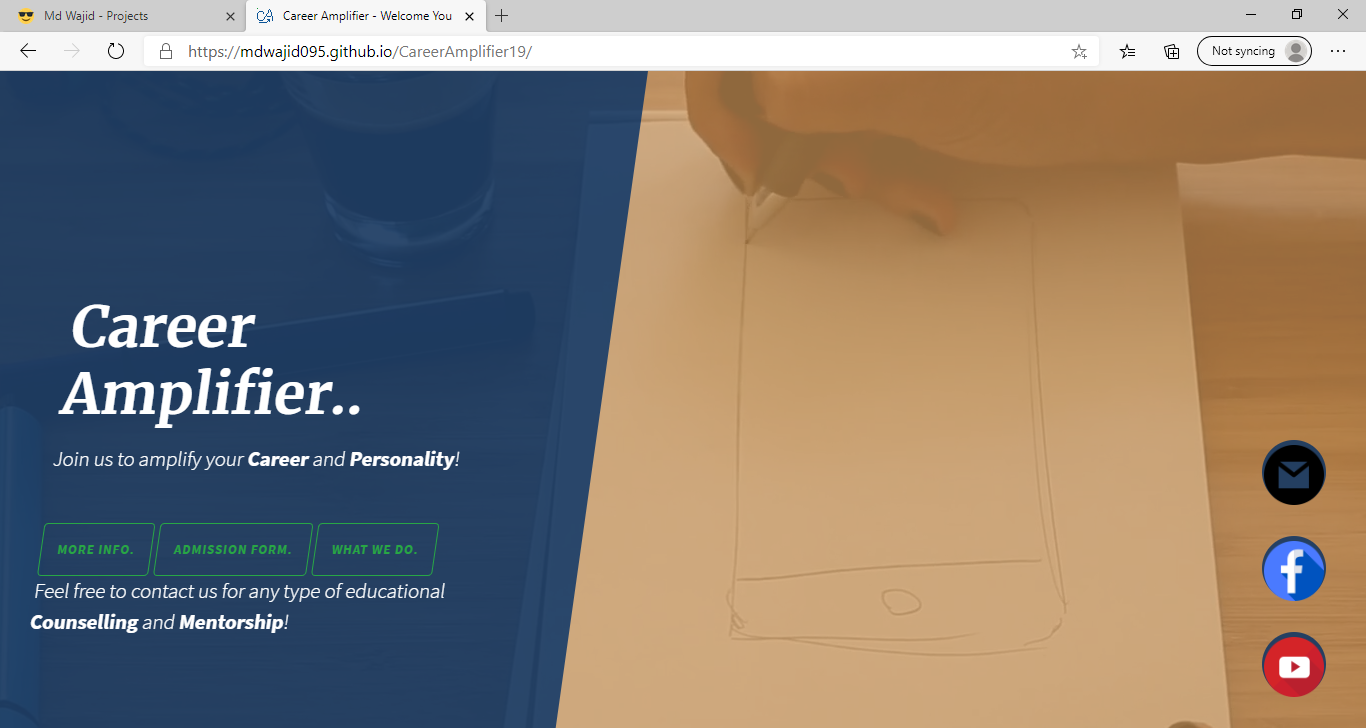 Md Wajid - Projects
Career Amplifier - Welcome You
https://mdwajid095.github.io/CareerAmplifier19/
Not syncing
Career
Amplifier..
Join us to amplify your Career and Personality!
MORE INFO.
ADMISSION FORM.
WHAT WE DO.
Feel free to contact us for any type of educational
Counselling and Mentorship!